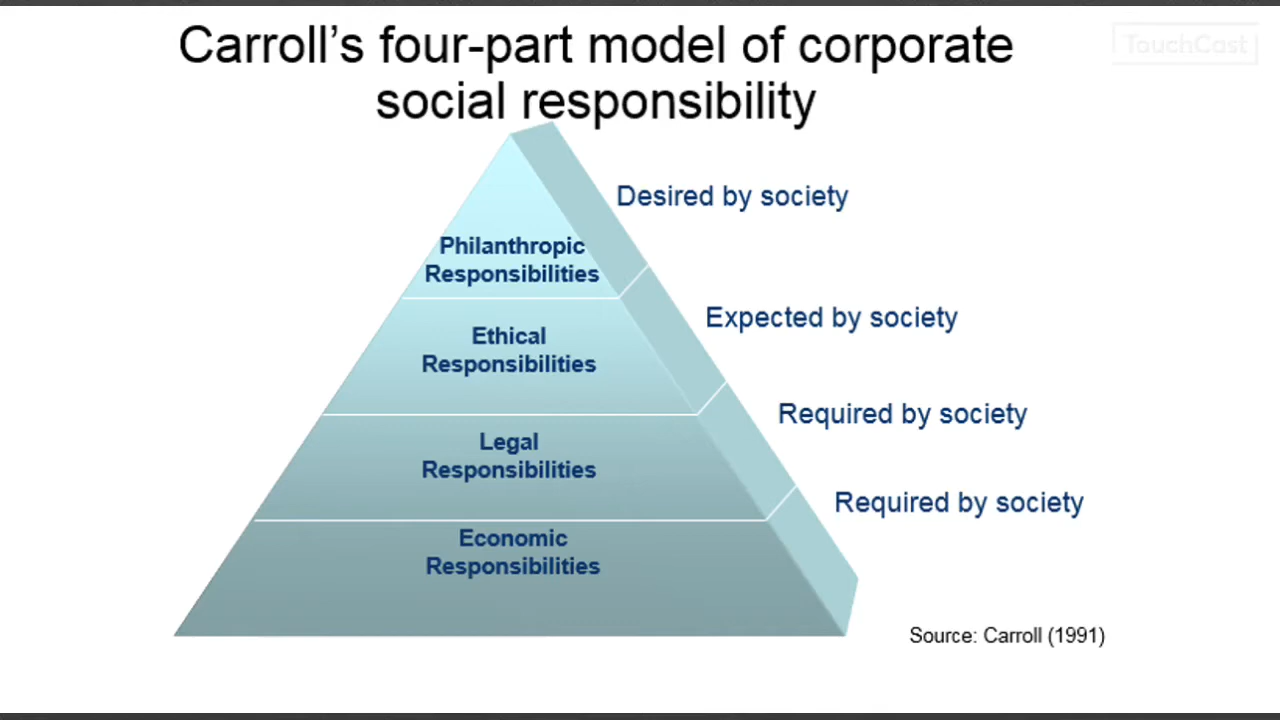 Carroll’s four-part model of corporate
social responsibility
TouchCast
Desired by society
Philanthropic
Responsibilities
Expected by society
Ethical
Responsibilities
Required by society
Legal
Responsibilities
Required by society
Economic
Responsibilities
Source: Carroll (1991)